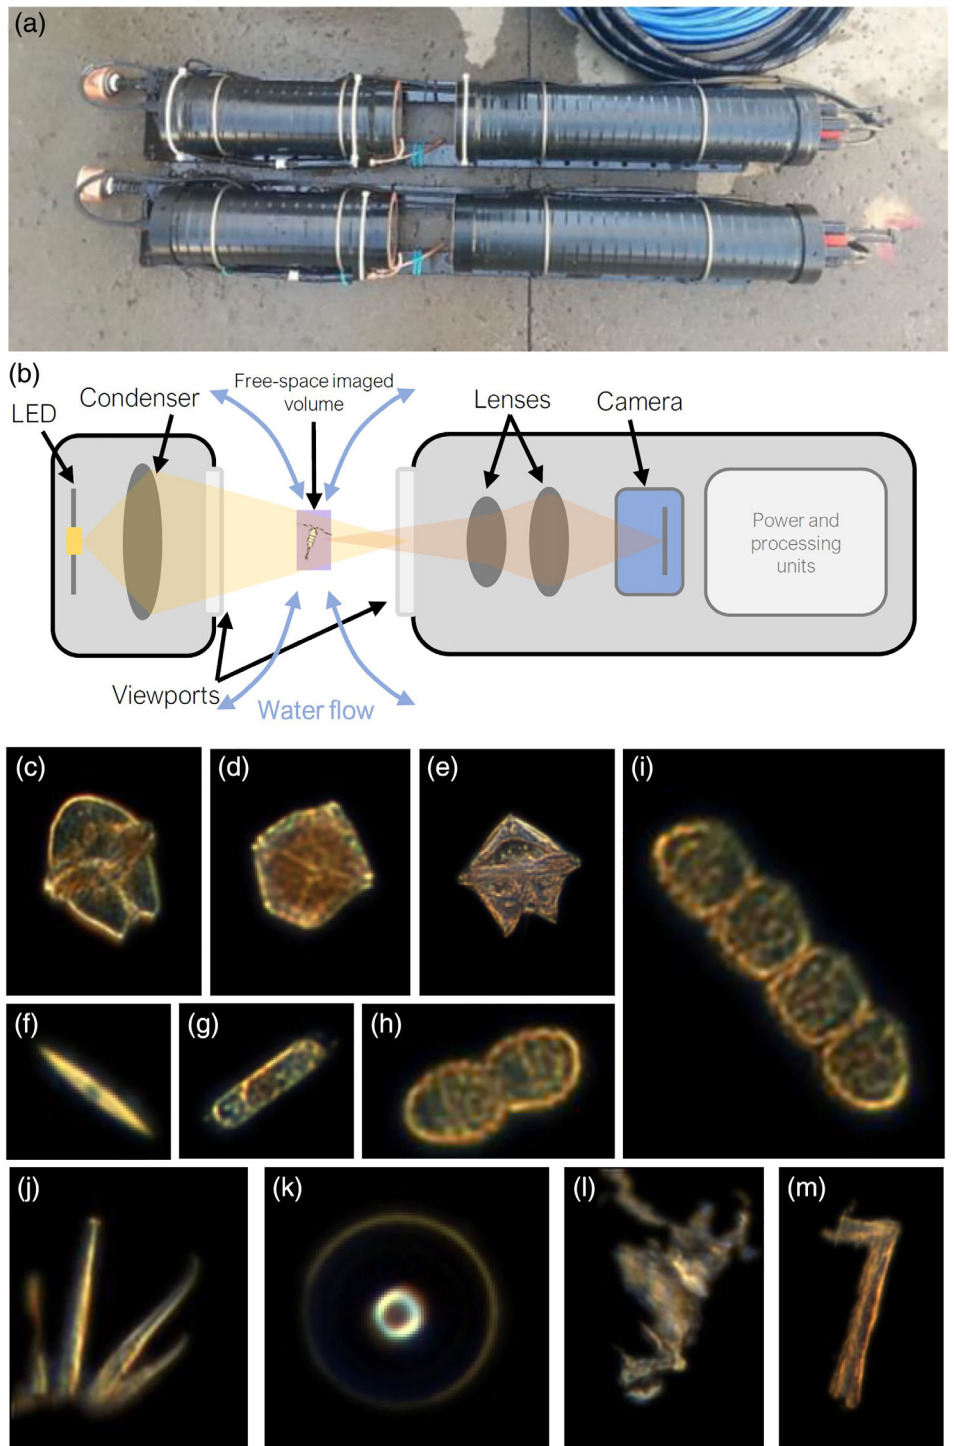 (a)
(b)
LED
Condenser
Free-space imaged
volume
Lenses
Camera
Power and
processing
units
Viewports
Water flow
(c)
(d)
(e)
(i)
(f)
(g)
(h)
(j)
(k)
(l)
(m)